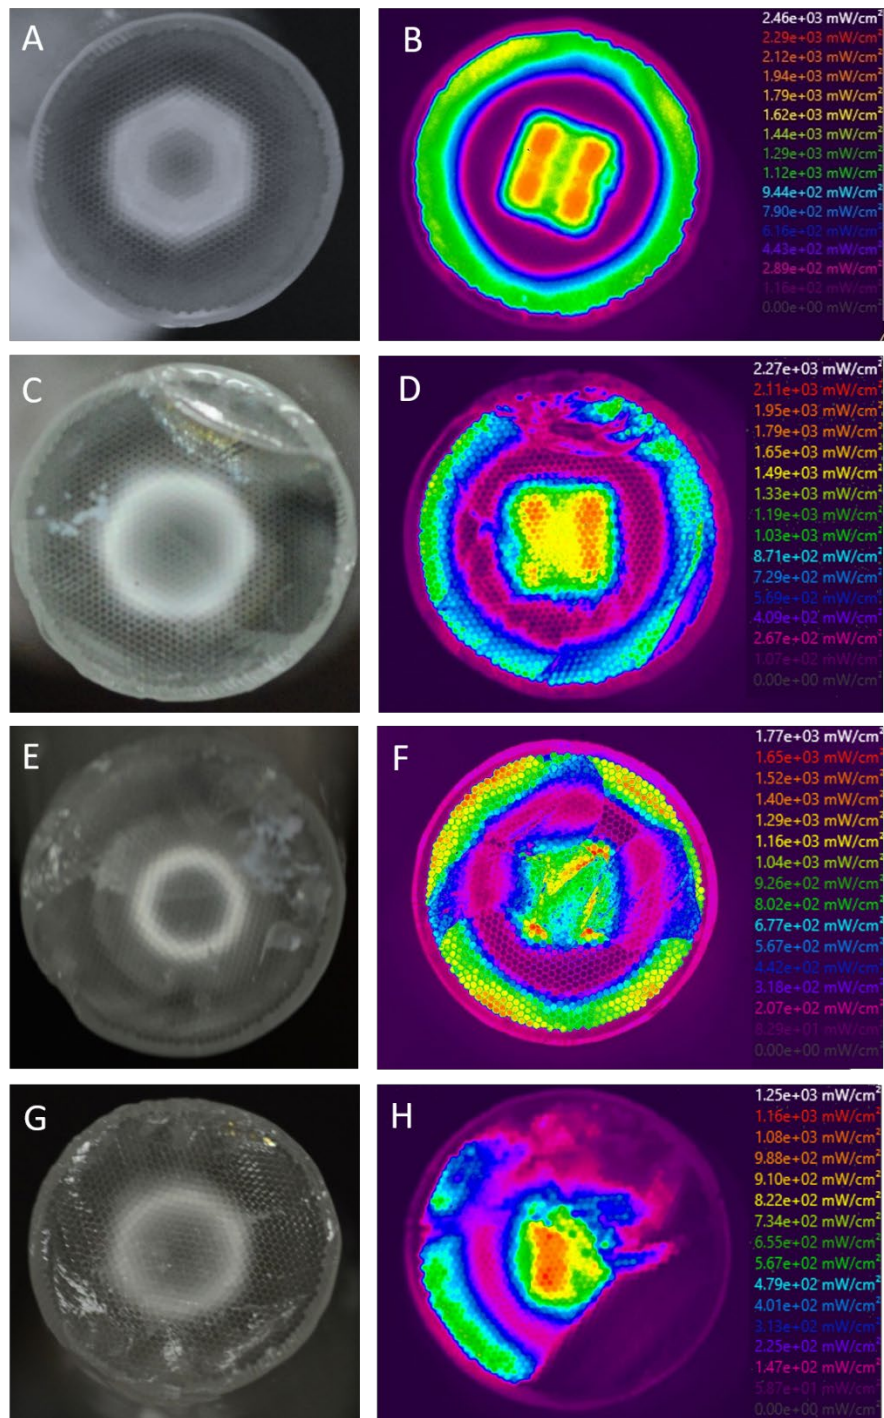 A
B
2.46e+03 mW/cm²
2.29e+03 mW/cm²
2.12e+03 mW/cm²
1.94e+03 mW/cm²
1.79e+03 mW/cm²
1.62e+03 mW/cm²
1.44e+03 mW/cm²
1.29e+03 mW/cm²
1.12e+03 mW/cm²
9.44e+02 mW/cm²
7.90e+02 mW/cm²
6.16e+02 mW/cm²
4.43e+02 mW/cm²
2.89e+02 mW/cm²
1.16e+02 mW/cm²
0.00e+00 mW/cm²
C
D
2.27e+03 mW/cm²
2.11e+03 mW/cm²
1.95e+03 mW/cm²
1.79e+03 mW/cm²
1.65e+03 mW/cm²
1.49e+03 mW/cm²
1.33e+03 mW/cm²
1.19e+03 mW/cm²
1.03e+03 mW/cm²
8.71e+02 mW/cm²
7.29e+02 mW/cm²
5.69e+02 mW/cm²
4.09e+02 mW/cm²
2.67e+02 mW/cm²
1.07e+02 mW/cm²
0.00e+00 mW/cm²
E
F
1.77e+03 mW/cm²
1.65e+03 mW/cm²
1.52e+03 mW/cm²
1.40e+03 mW/cm²
1.29e+03 mW/cm²
1.16e+03 mW/cm²
1.04e+03 mW/cm²
9.26e+02 mW/cm²
8.02e+02 mW/cm²
6.77e+02 mW/cm²
5.67e+02 mW/cm²
4.42e+02 mW/cm²
3.18e+02 mW/cm²
2.07e+02 mW/cm²
8.29e+01 mW/cm²
0.00e+00 mW/cm²
G
H
1.25e+03 mW/cm²
1.16e+03 mW/cm²
1.08e+03 mW/cm²
9.88e+02 mW/cm²
9.10e+02 mW/cm²
8.22e+02 mW/cm²
7.34e+02 mW/cm²
6.55e+02 mW/cm²
5.67e+02 mW/cm²
4.79e+02 mW/cm²
4.01e+02 mW/cm²
3.13e+02 mW/cm²
2.25e+02 mW/cm²
1.47e+02 mW/cm²
5.87e+01 mW/cm²
0.00e+00 mW/cm²